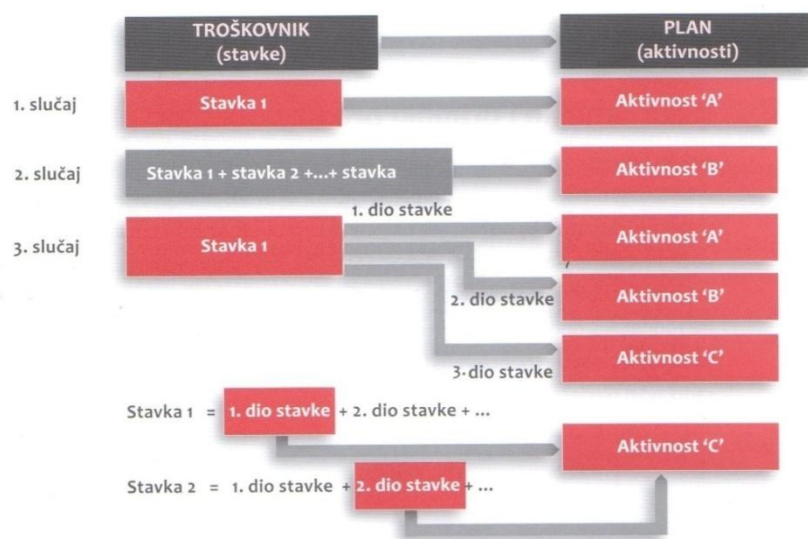 TROŠKOVNIK
(stavke)
PLAN
(aktivnosti)
1. slučaj
Stavka 1
Aktivnost ‘A’
2. slučaj
Stavka 1 + stavka 2 +...+ stavka
Aktivnost ‘B’
1. dio stavke
3. slučaj
Stavka 1
Aktivnost ‘A’
2. dio stavke
Aktivnost ‘B’
3. dio stavke
Aktivnost ‘C’
Stavka 1 = 1. dio stavke + 2. dio stavke + ...
Aktivnost ‘C’
Stavka 2 = 1. dio stavke + 2. dio stavke + ...